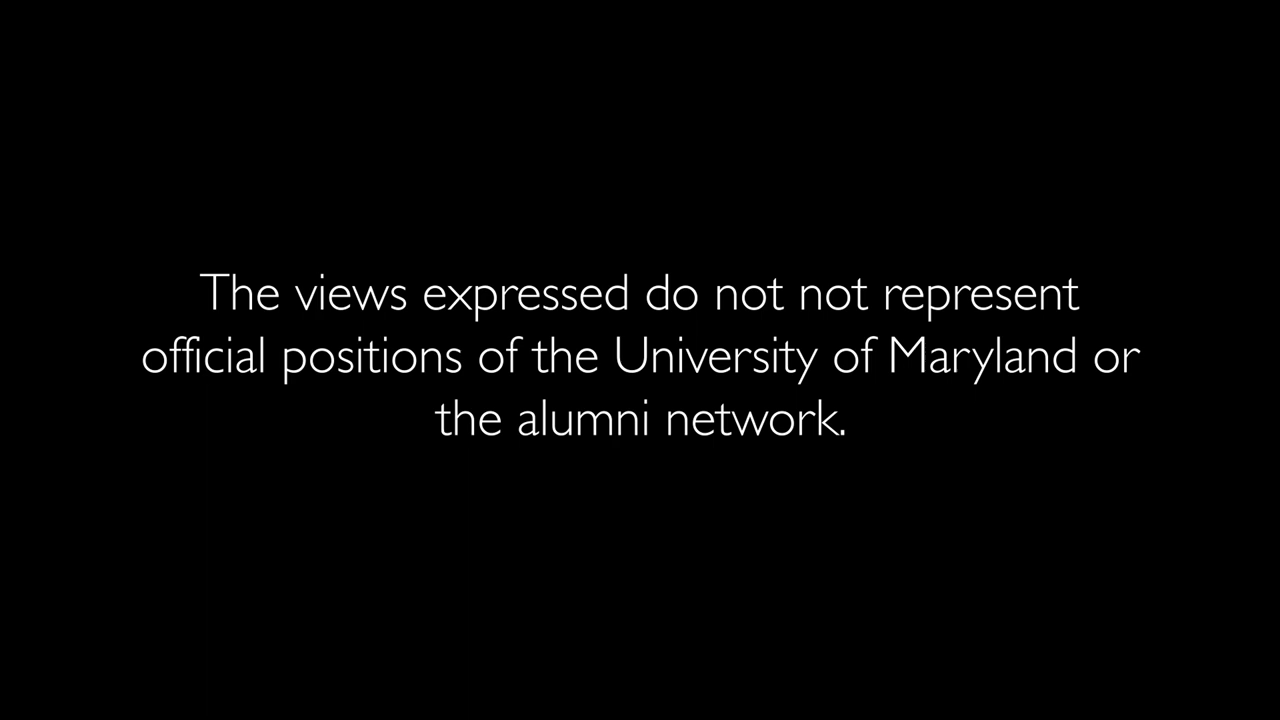 The views expressed do not not represent
official positions of the University of Maryland or
the alumni network.